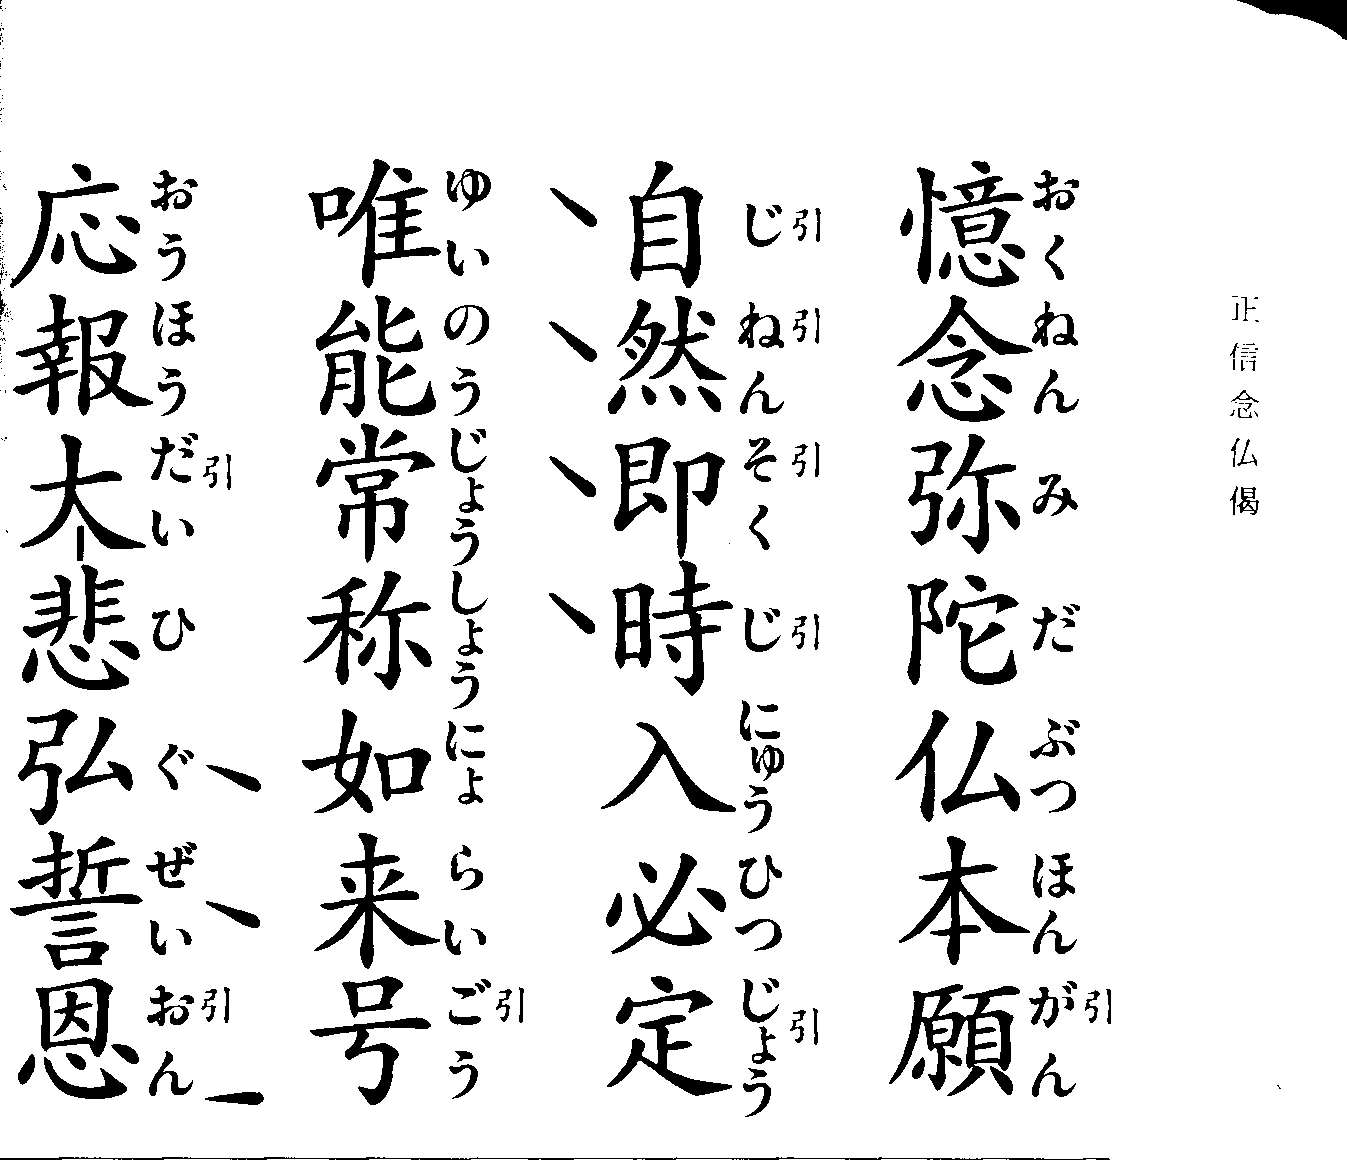 正信念仏偈
憶念弥陀仏本願
おくねんみだぶつほんがん引
自然即時入必定
じ引ねん引そく引じ引にゅうひつじょう引
唯能常称如来号
ゆいのうじょうしょうにょらいごう引
応報大悲弘誓恩
おうほうだい引ひぐぜいおん引